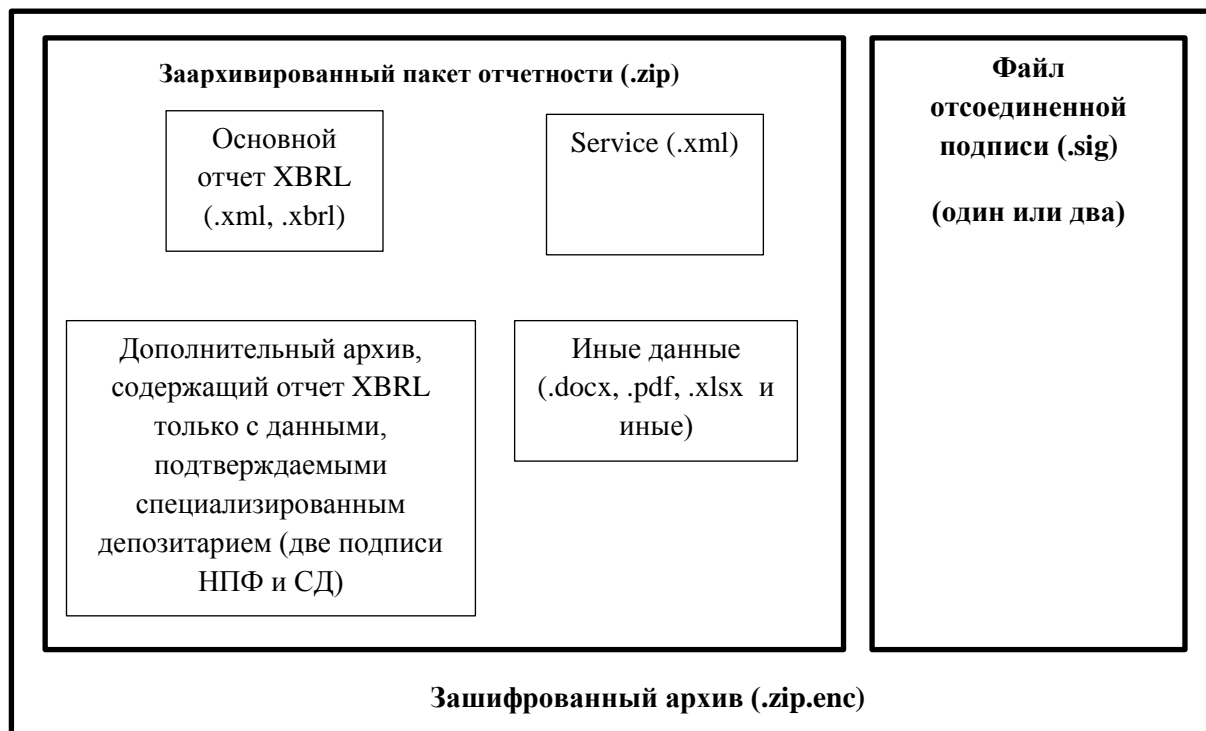 Заархивированный пакет отчетности (.zip)
Основной
отчет XBRL
(.xml, .xbrl)
Service (.xml)
Дополнительный архив,
содержащий отчет XBRL
только с данными,
подтверждаемыми
специализированным
депозитарием (две подписи
НПФ и СД)
Иные данные
(.docx, .pdf, .xlsx и
иные)
Файл
отсоединенной
подписи (.sig)
(один или два)
Зашифрованный архив (.zip.enc)